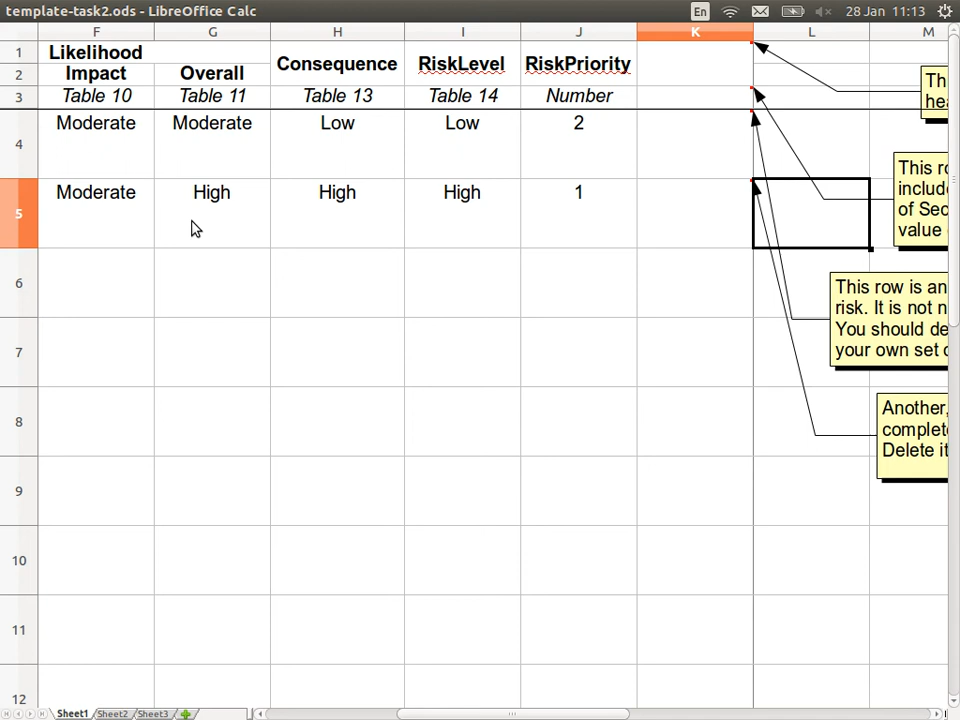 template-task2.ods - LibreOffice Calc
En
28 Jan 11:13
F G H I J K L M
1 Likelihood
Consequence RiskLevel RiskPriority
2 Impact Overall
3 Table 10 Table 11 Table 13 Table 14 Number
4 Moderate Moderate Low Low 2
5 Moderate High High High 1
6
7
8
9
10
11
12
Th
hea
This ro
include
of Sec
value
This row is an
risk. It is not n
You should de
your own set
Another,
complete
Delete it
Sheet1 Sheet2 Sheet3